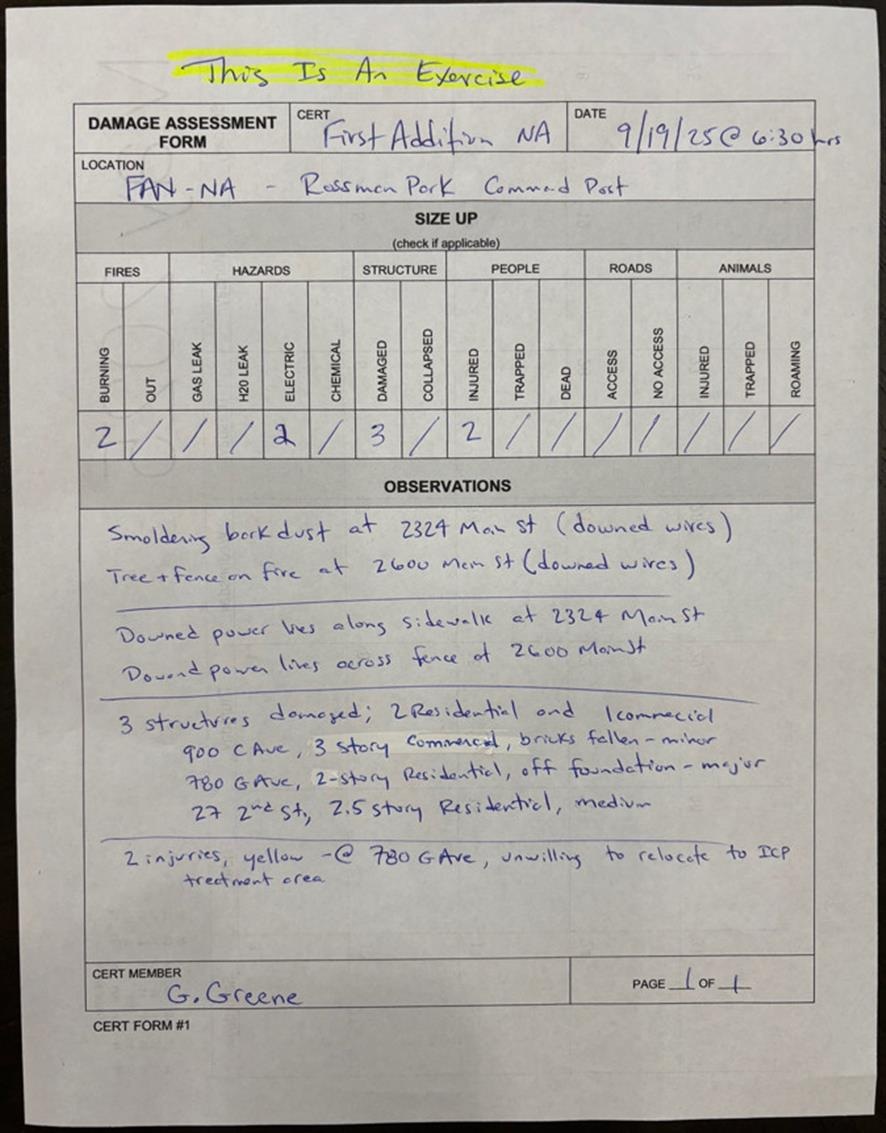 This Is An Exercise
DAMAGE ASSESSMENT FORM
CERT First Addition NA
DATE 9/19/25 @ 6:30 hrs
LOCATION
FAN-NA - Rossman Park Command Post
SIZE UP
(check if applicable)
FIRES HAZARDS STRUCTURE PEOPLE ROADS ANIMALS
BURNING OUT GAS LEAK H20 LEAK ELECTRIC CHEMICAL DAMAGED COLLAPSED INJURED TRAPPED DEAD ACCESS NO ACCESS INJURED TRAPPED ROAMING
2 / / / 2 / 3 / 2 / / / / / / /
OBSERVATIONS
Smoldering bark dust at 2324 Main St (downed wires)
Tree + fence on fire at 2600 Main St (downed wires)
Downed power lies along sidewalk at 2324 Main St
Downd power lines across fence at 2600 Main St
3 structures damaged; 2 Residential and 1 commecial
900 C Ave, 3 story Commercial, bricks fallen - minor
780 G Ave, 2-story Residential, off foundation - major
27 2nd St, 2.5 story Residential, medium
2 injuries, yellow - @ 780 G Ave, unwilling to relocate to ICP
treatment area
CERT MEMBER
G. Greene
PAGE 1 OF 1
CERT FORM #1